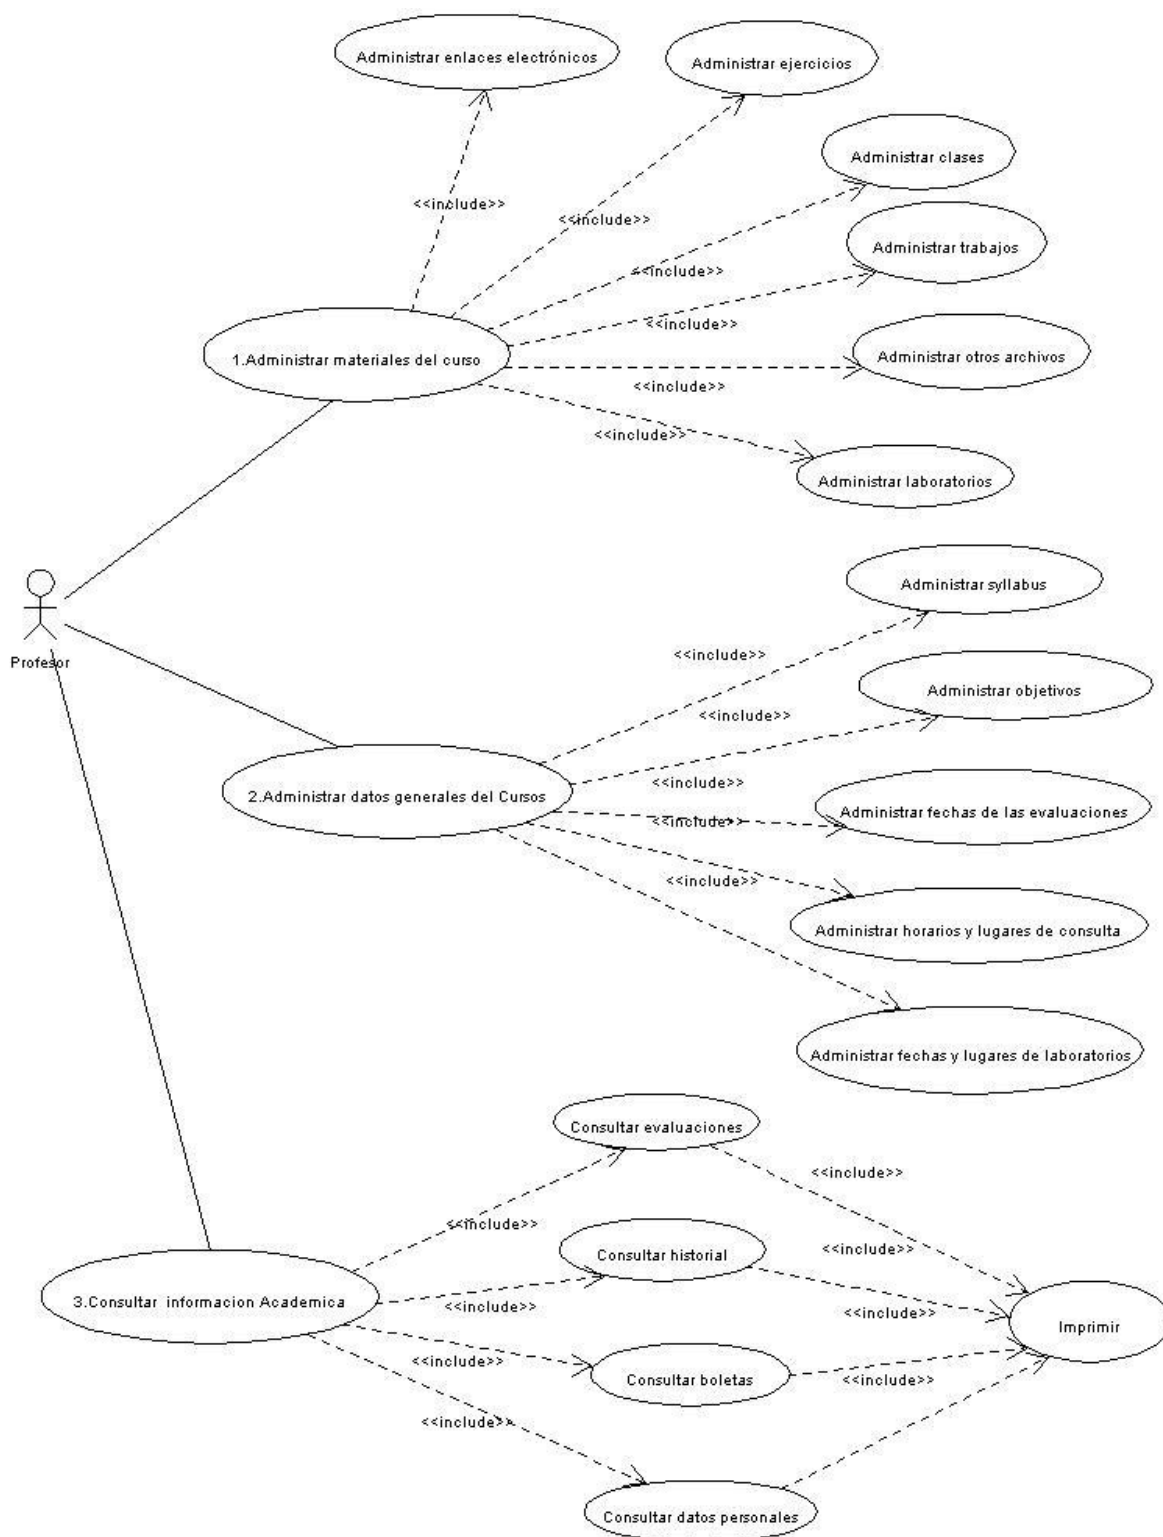 Administrar enlaces electrónicos
Administrar ejercicios
Administrar clases
<<include>>
<<include>>
Administrar trabajos
<<include>>
<<include>>
1.Administrar materiales del curso
Administrar otros archivos
<<include>>
<<include>>
Administrar laboratorios
Administrar syllabus
Profesor
<<include>>
Administrar objetivos
<<include>>
<<include>>
2.Administrar datos generales del Cursos
Administrar fechas de las evaluaciones
<<include>>
<<include>>
Administrar horarios y lugares de consulta
Administrar fechas y lugares de laboratorios
Consultar evaluaciones
<<include>>
<<include>>
Consultar historial
<<include>>
3.Consultar informacion Academica
<<include>>
<<include>>
Imprimir
<<include>>
Consultar boletas
<<include>>
<<include>>
Consultar datos personales